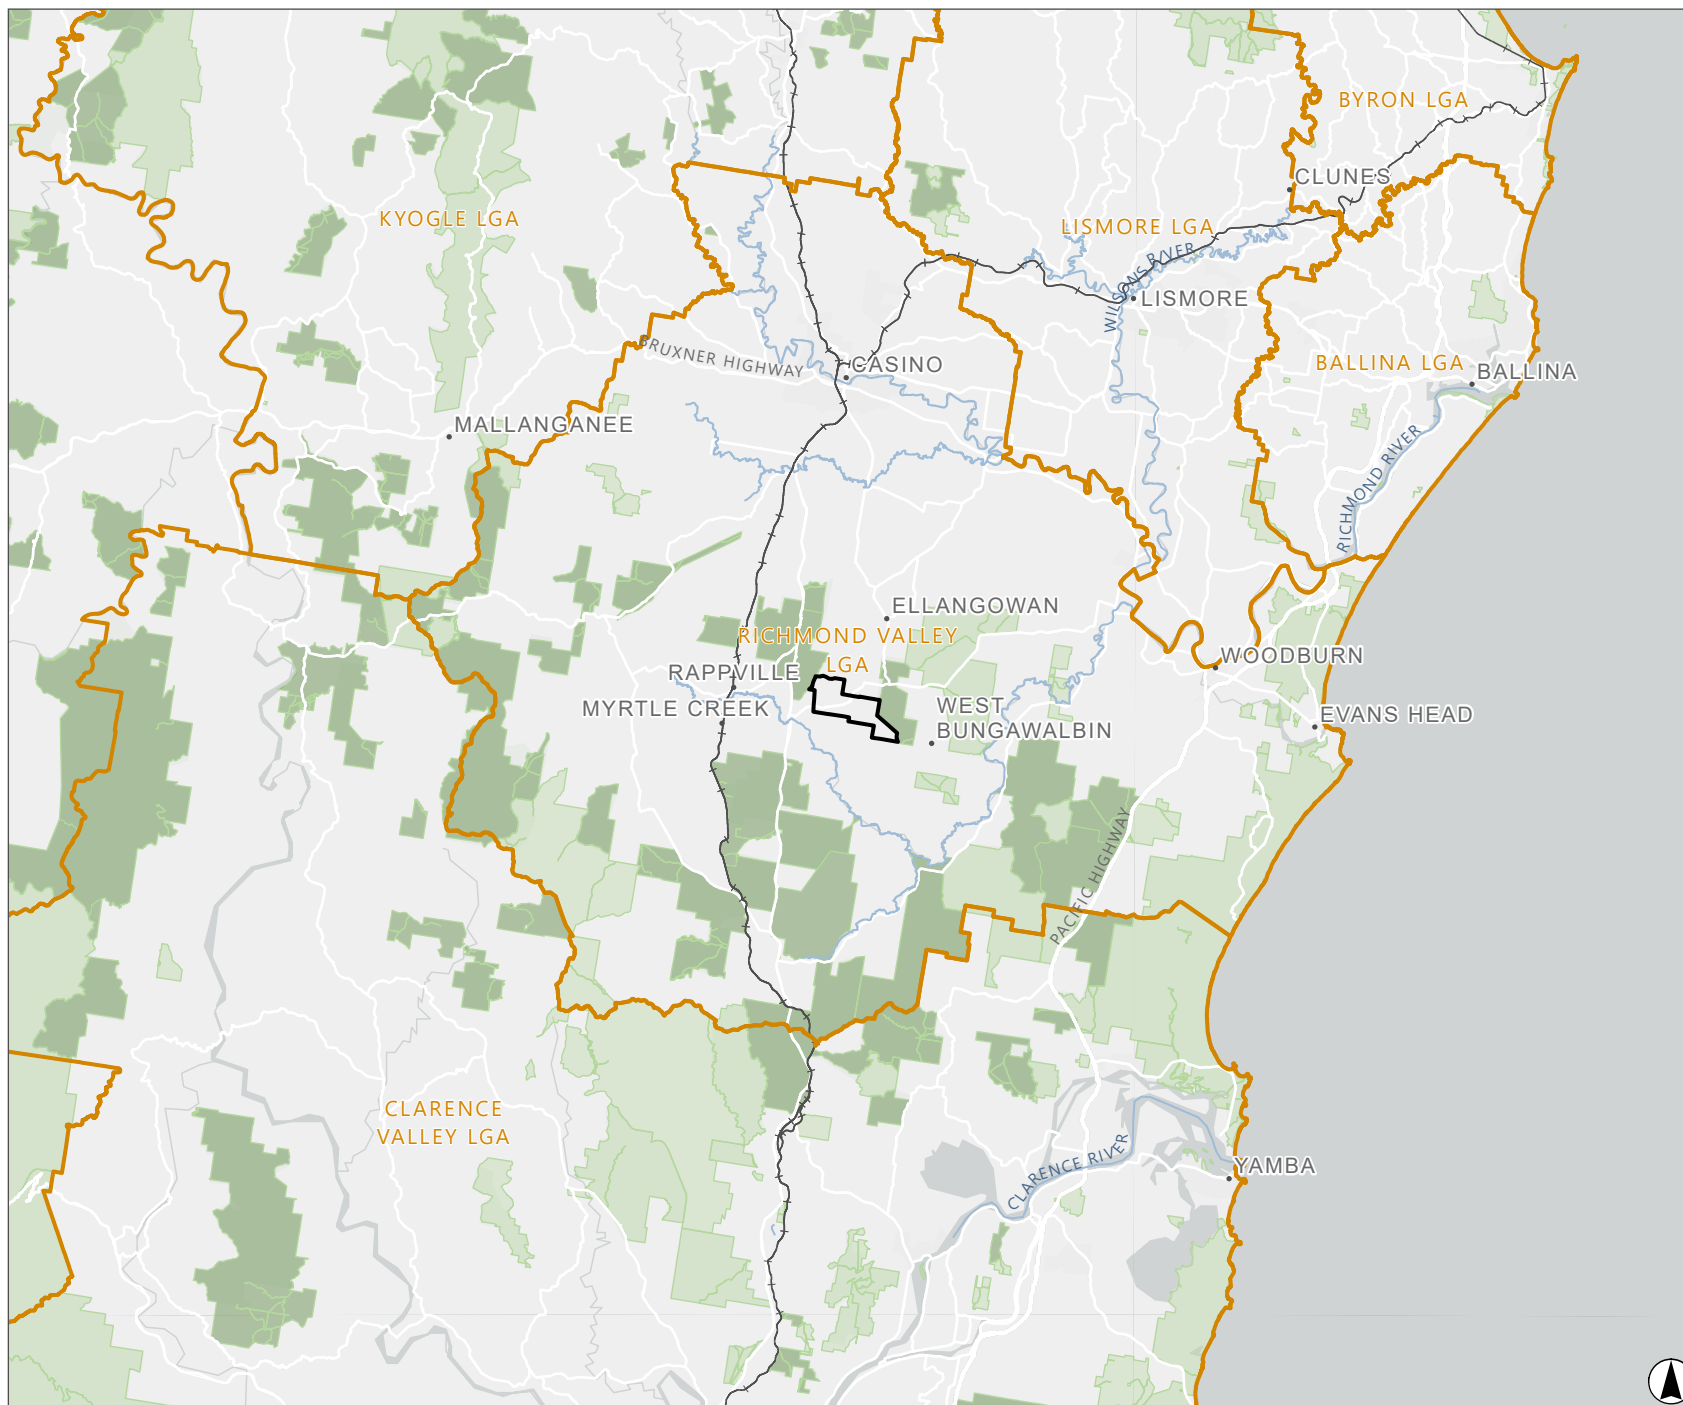 BYRON LGA
CLUNES
KYOGLE LGA
LISMORE LGA
WILSONS RIVER
LISMORE
BRUXNER HIGHWAY
CASINO
BALLINA LGA
BALLINA
MALLANGANEE
RICHMOND RIVER
ELLANGOWAN
RICHMOND VALLEY
LGA
WOODBURN
RAPPVILLE
MYRTLE CREEK
WEST
BUNGAWALBIN
EVANS HEAD
PACIFIC HIGHWAY
CLARENCE
VALLEY LGA
CLARENCE RIVER
YAMBA